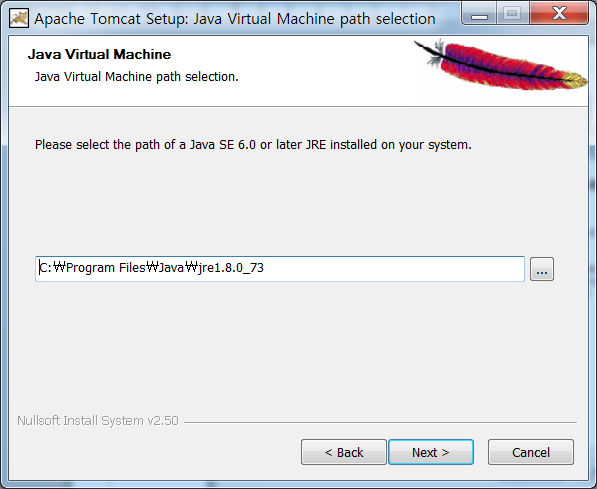 Apache Tomcat Setup: Java Virtual Machine path selection
Java Virtual Machine
Java Virtual Machine path selection.
Please select the path of a Java SE 6.0 or later JRE installed on your system.
C:₩Program Files₩Java₩jre1.8.0_73
...
Nullsoft Install System v2.50
< Back
Next >
Cancel